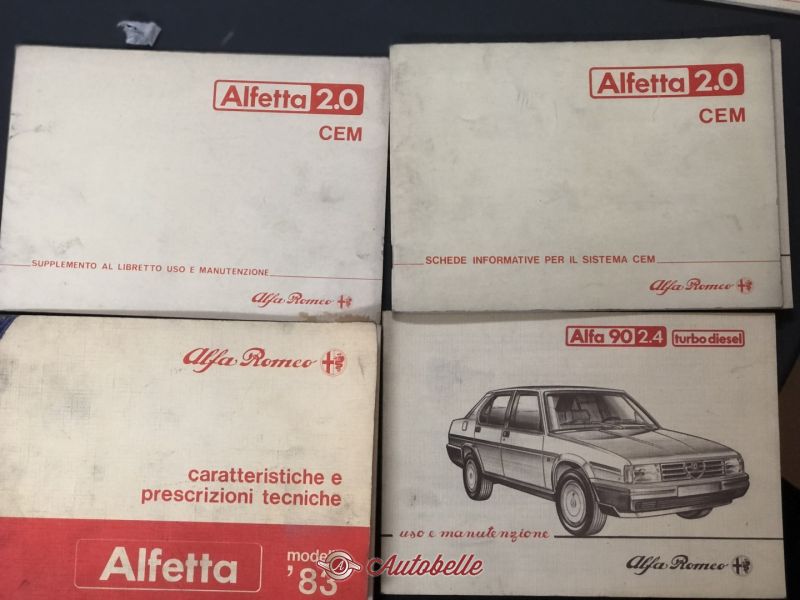 Alfetta 2.0
CEM
SUPPLEMENTO AL LIBRETTO USO E MANUTENZIONE
Alfa Romeo
Alfetta 2.0
CEM
SCHEDE INFORMATIVE PER IL SISTEMA CEM
Alfa Romeo
Alfa Romeo
caratteristiche e
prescrizioni tecniche
Alfetta
'83
Alfa 90 2.4 turbo diesel
uso e manutenzione
Alfa Romeo
Autobelle